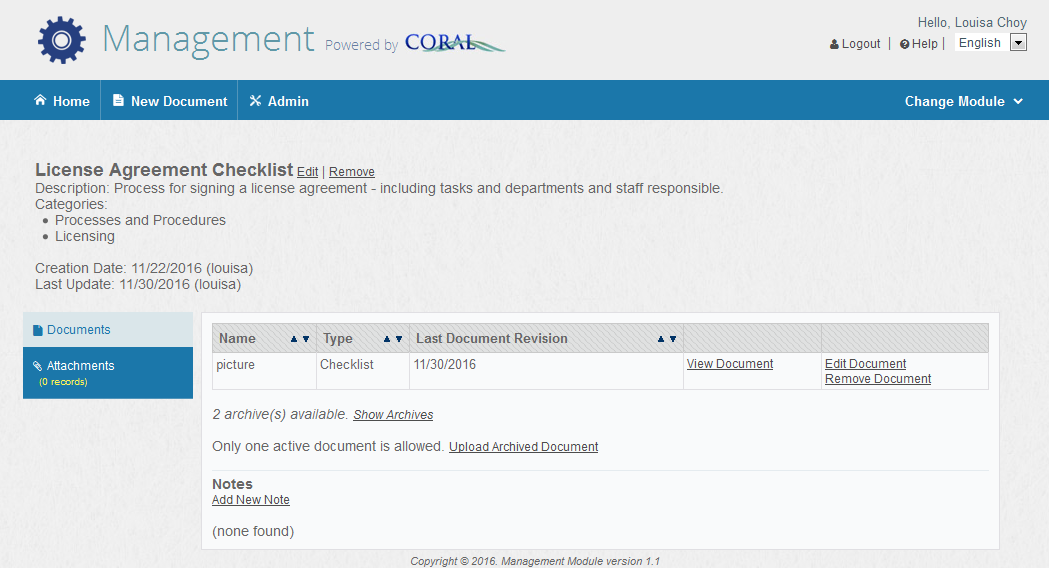 Hello, Louisa Choy
Management Powered by CORAL
Logout | Help | English
Home New Document Admin Change Module
License Agreement Checklist Edit | Remove
Description: Process for signing a license agreement - including tasks and departments and staff responsible.
Categories:
• Processes and Procedures
• Licensing
Creation Date: 11/22/2016 (louisa)
Last Update: 11/30/2016 (louisa)
Documents
Attachments
(0 records)
Name Type Last Document Revision
picture Checklist 11/30/2016 View Document Edit Document
Remove Document
2 archive(s) available. Show Archives
Only one active document is allowed. Upload Archived Document
Notes
Add New Note
(none found)
Copyright © 2016. Management Module version 1.1